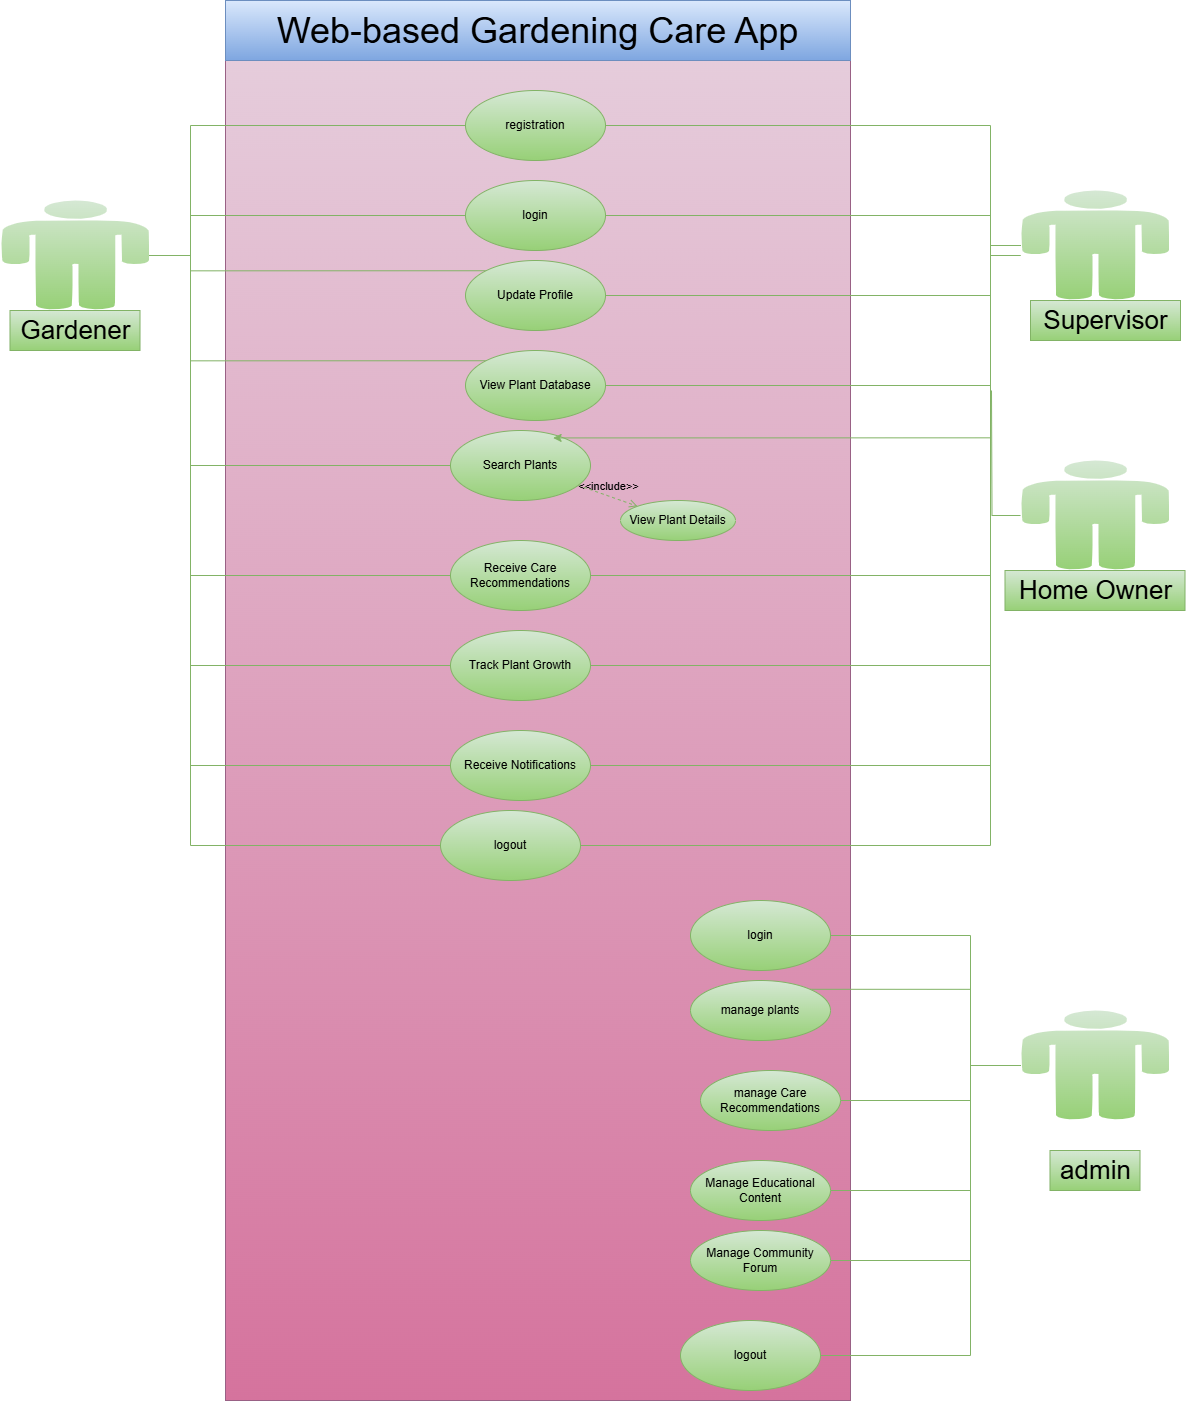 Web-based Gardening Care App
registration
login
Update Profile
View Plant Database
Search Plants
<<include>>
View Plant Details
Receive Care
Recommendations
Track Plant Growth
Receive Notifications
logout
Gardener
Supervisor
Home Owner
login
manage plants
manage Care
Recommendations
Manage Educational
Content
Manage Community
Forum
logout
admin